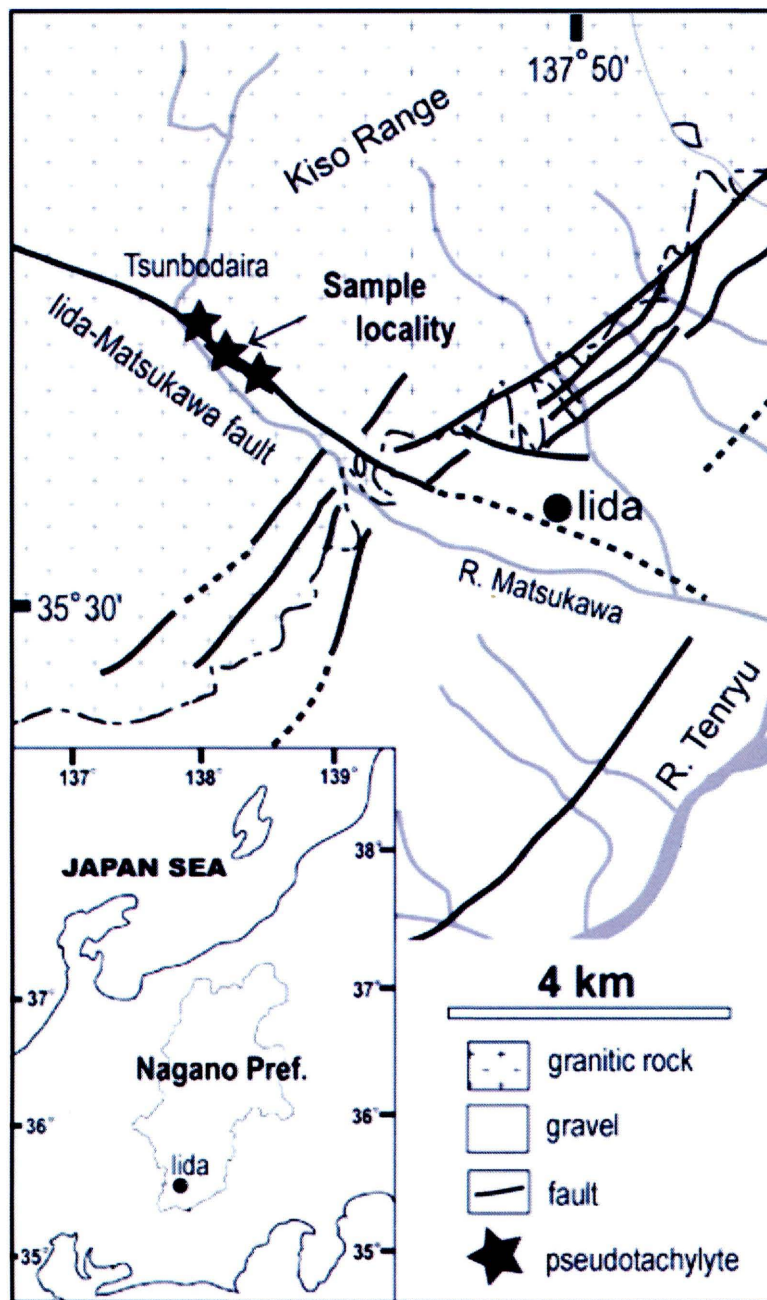 137°50'
Kiso Range
Tsunbodaira
Sample
locality
Iida-Matsukawa fault
Iida
R. Matsukawa
35°30'
R. Tenryu
137°
138°
139°
JAPAN SEA
38°
37°
37°
Nagano Pref.
36°
36°
Iida
35°
35°
4 km
granitic rock
gravel
fault
pseudotachylyte